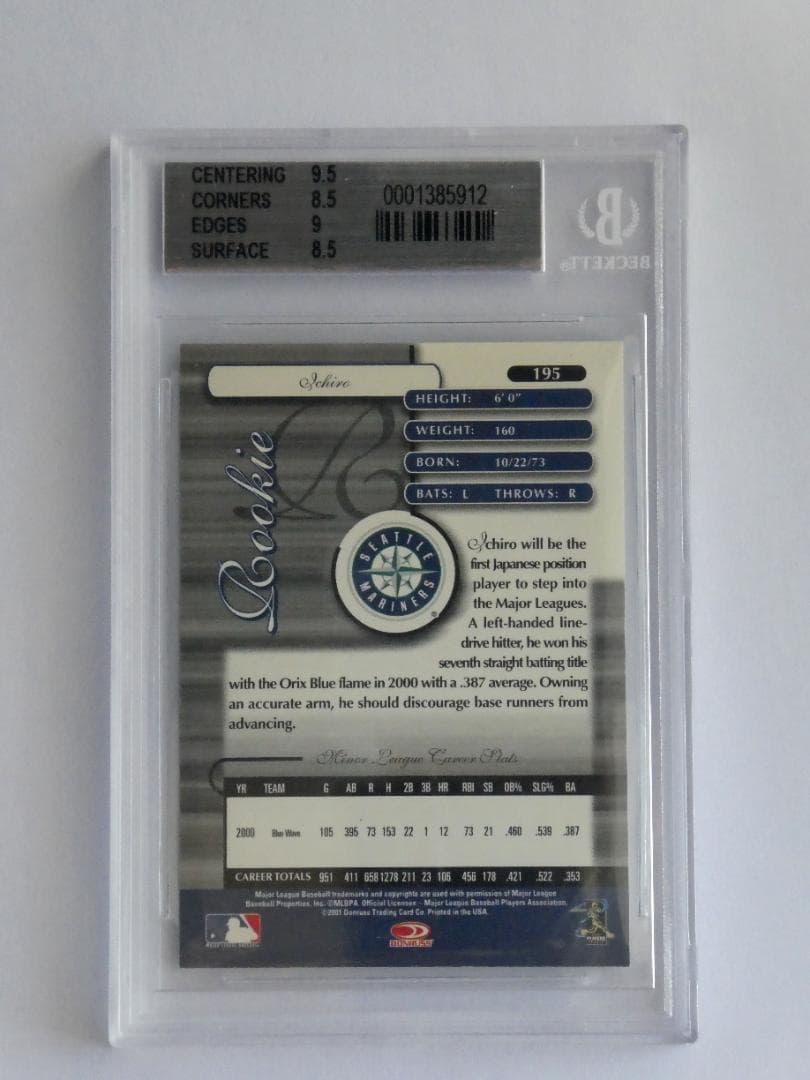 CENTERING 9.5
CORNERS 8.5
EDGES 9
SURFACE 8.5
0001385912
B
BECKETT
195
Ichiro
HEIGHT: 6' 0"
WEIGHT: 160
BORN: 10/22/73
BATS: L THROWS: R
Rookie
R
SEATTLE
MARINERS
Ichiro will be the
first Japanese position
player to step into
the Major Leagues.
A left-handed line-
drive hitter, he won his
seventh straight batting title
with the Orix Blue flame in 2000 with a .387 average. Owning
an accurate arm, he should discourage base runners from
advancing.
Minor League Career Stats
YR TEAM G AB R H 2B 3B HR RBI SB OB% SLG% BA
2000 Blue Wave 105 395 73 153 22 1 12 73 21 .460 .539 .387
CAREER TOTALS 951 411 658 1278 211 23 106 456 178 .421 .522 .353
Major League Baseball trademarks and copyrights are used with permission of Major League
Baseball Properties, Inc. ©MLBPA. Official Licensee - Major League Baseball Players Association.
©2001 Donruss Trading Card Co. Printed in the USA.
DONRUSS